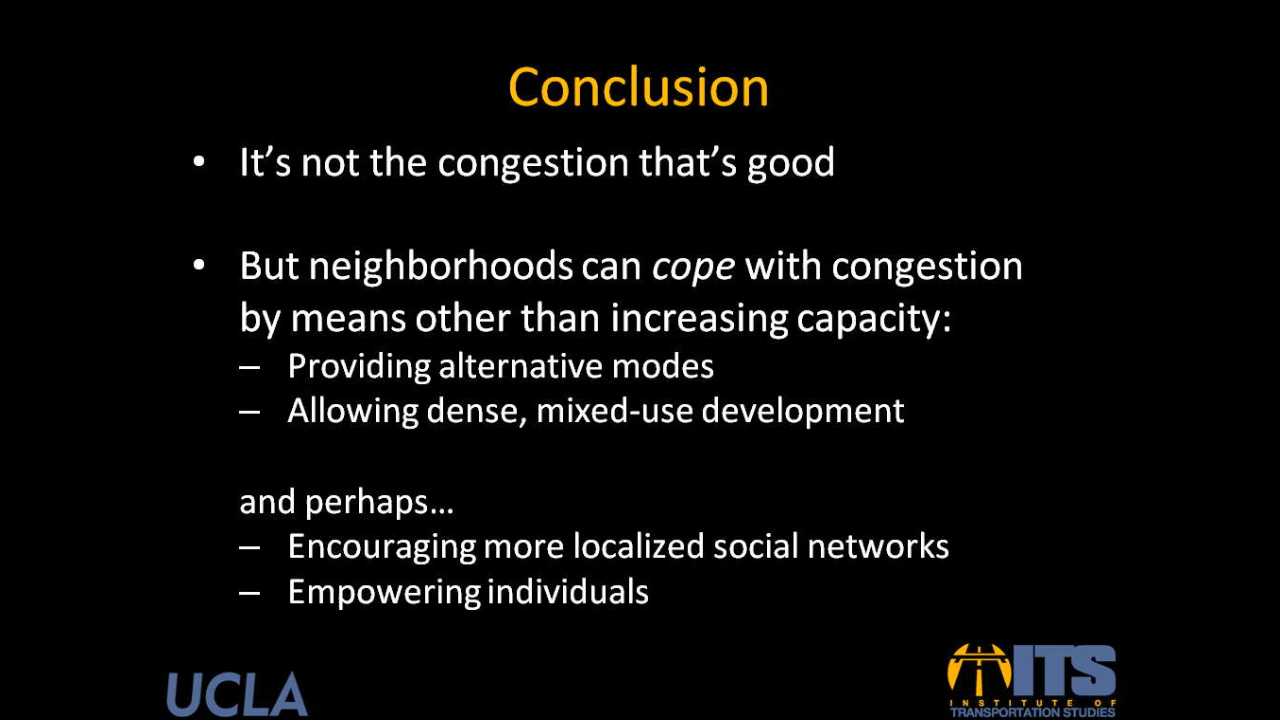 Conclusion
• It's not the congestion that's good
• But neighborhoods can cope with congestion
by means other than increasing capacity:
– Providing alternative modes
– Allowing dense, mixed-use development
and perhaps…
– Encouraging more localized social networks
– Empowering individuals
UCLA
ITS
INSTITUTE OF
TRANSPORTATION STUDIES